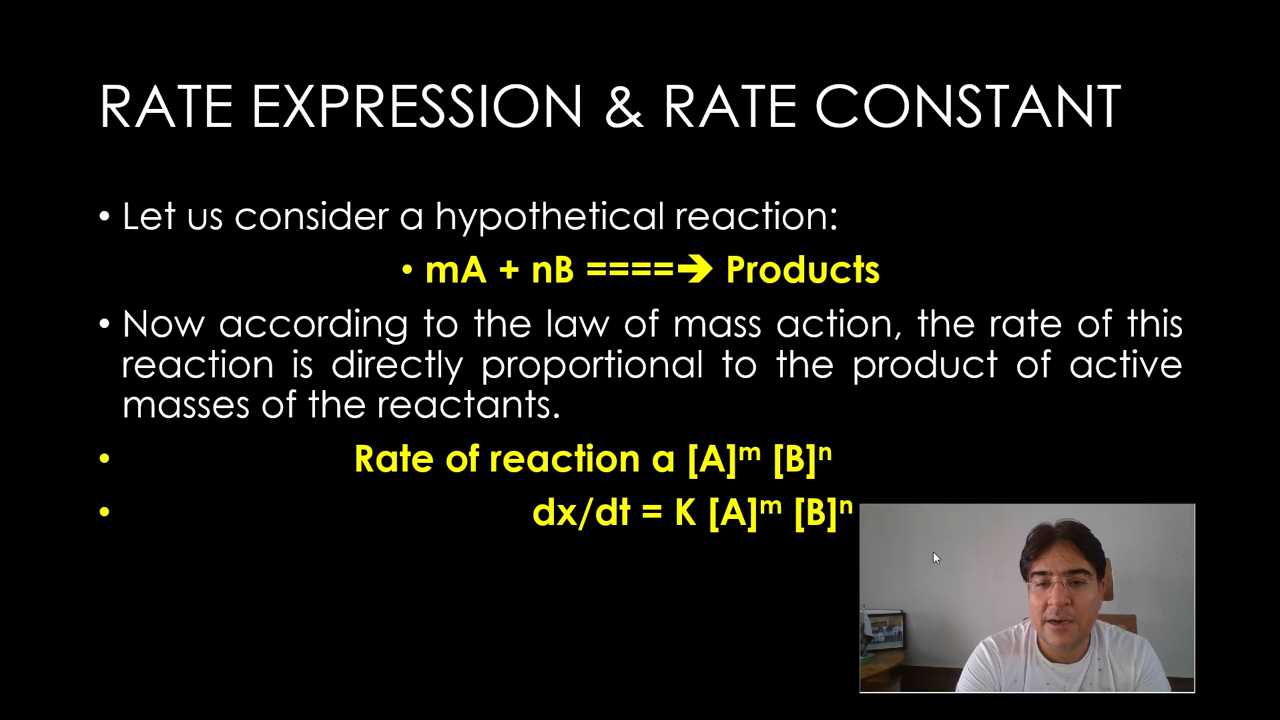 RATE EXPRESSION & RATE CONSTANT
• Let us consider a hypothetical reaction:
• mA + nB ====➔ Products
• Now according to the law of mass action, the rate of this
reaction is directly proportional to the product of active
masses of the reactants.
• Rate of reaction a [A]ᵐ [B]ⁿ
• dx/dt = K [A]ᵐ [B]ⁿ